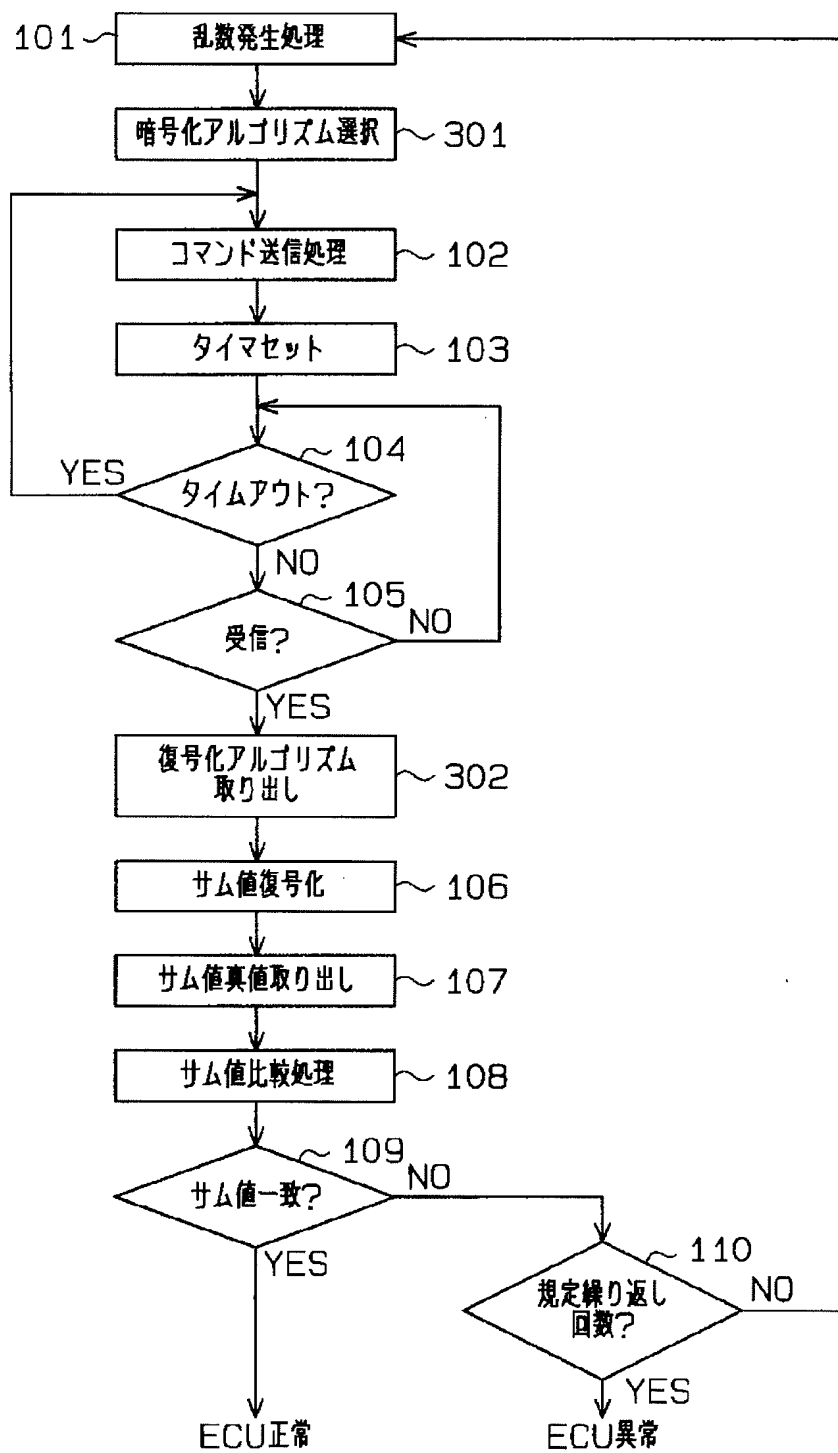 101 乱数発生処理
暗号化アルゴリズム選択 301
コマンド送信処理 102
タイマセット 103
104
YES
タイムアウト?
NO
105
受信?
NO
YES
復号化アルゴリズム
取り出し
302
サム値復号化 106
サム値真値取り出し 107
サム値比較処理 108
109
サム値一致?
NO
YES
110
規定繰り返し
回数?
NO
YES
ECU正常
ECU異常